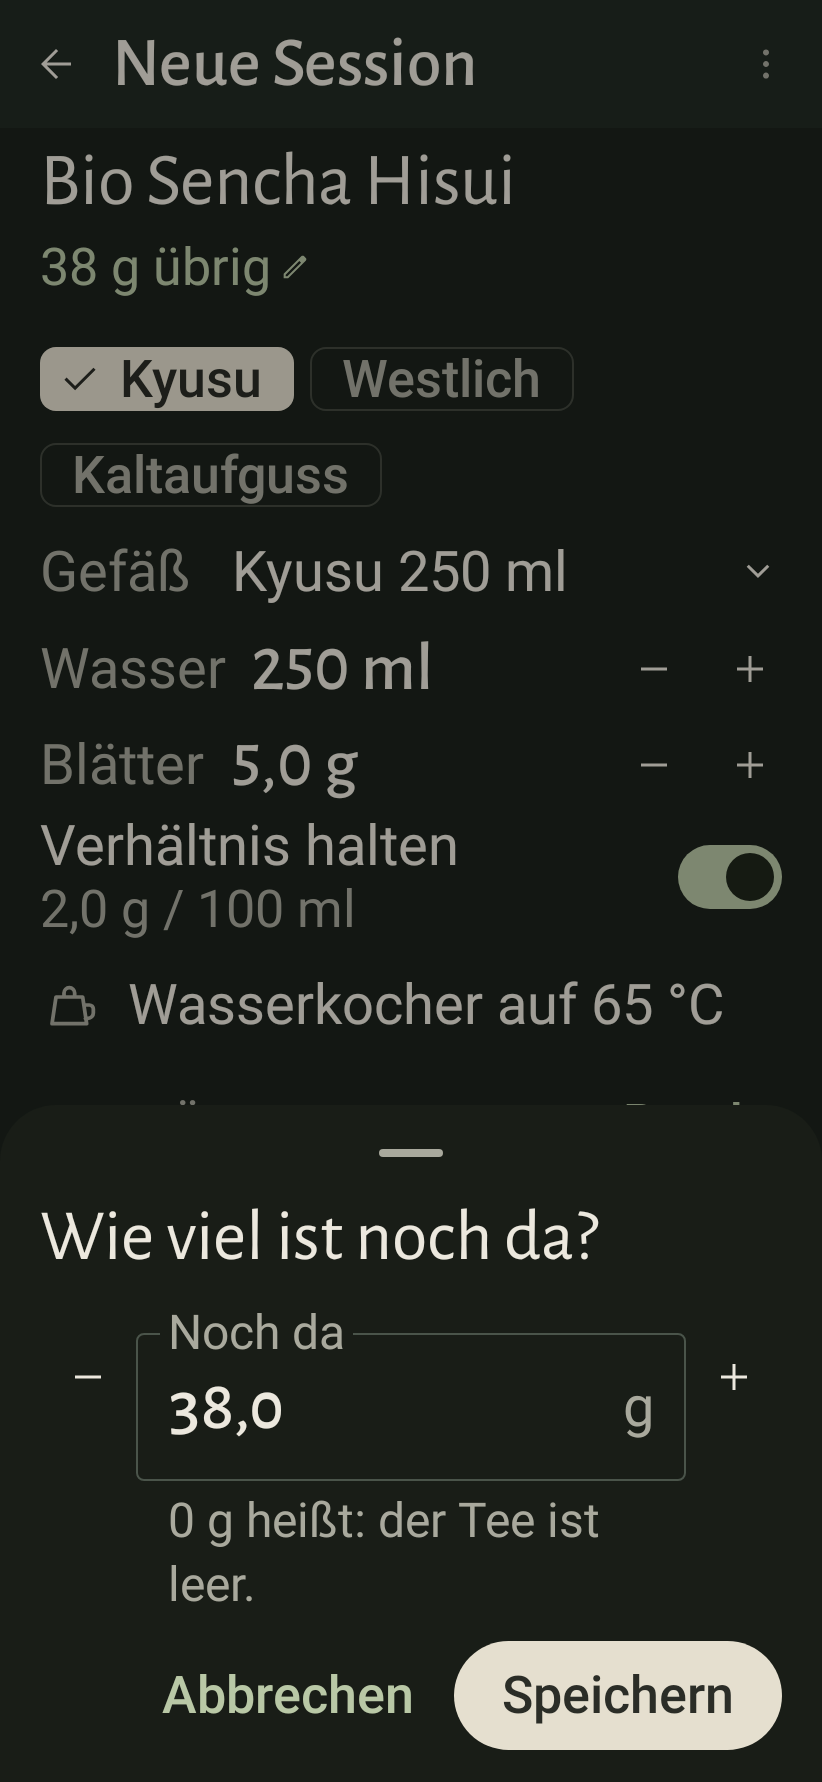 Neue Session
Bio Sencha Hisui
38 g übrig
Kyusu
Westlich
Kaltaufguss
Gefäß Kyusu 250 ml
Wasser 250 ml
Blätter 5,0 g
Verhältnis halten
2,0 g / 100 ml
Wasserkocher auf 65 °C
Wie viel ist noch da?
Noch da
38,0 g
0 g heißt: der Tee ist
leer.
Abbrechen
Speichern